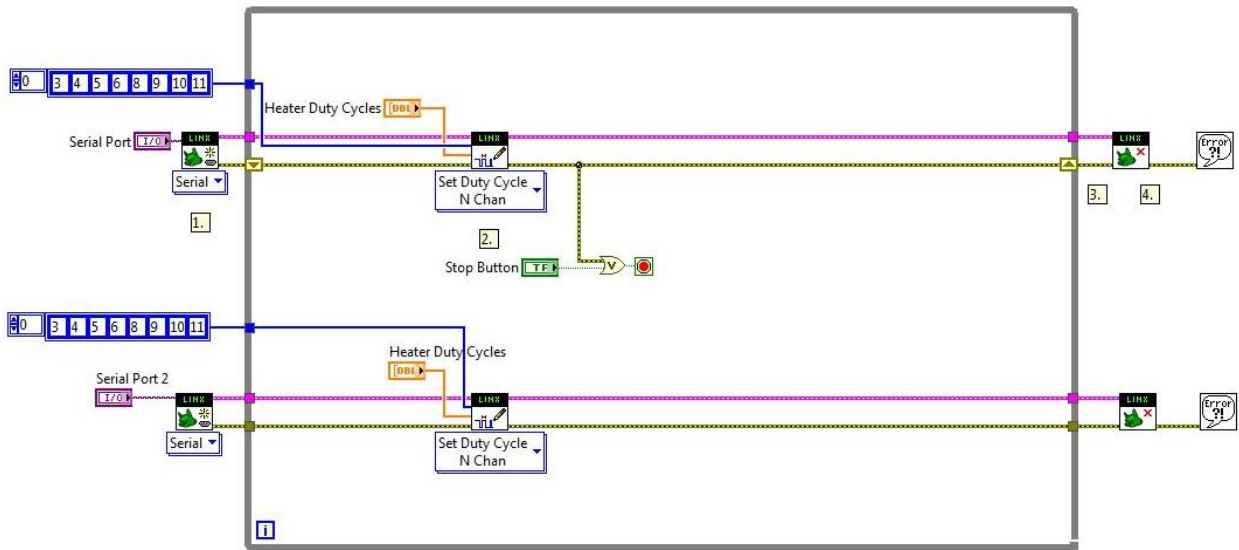 0 3 4 5 6 8 9 10 11
Heater Duty Cycles [DBL]
Serial Port I/O LINX LINX LINX Error ?!
Serial
Set Duty Cycle N Chan
1. 2. 3. 4.
Stop Button TF V
0 3 4 5 6 8 9 10 11
Heater Duty Cycles
[DBL]
Serial Port 2
I/O LINX LINX LINX Error ?!
Serial
Set Duty Cycle
N Chan
i